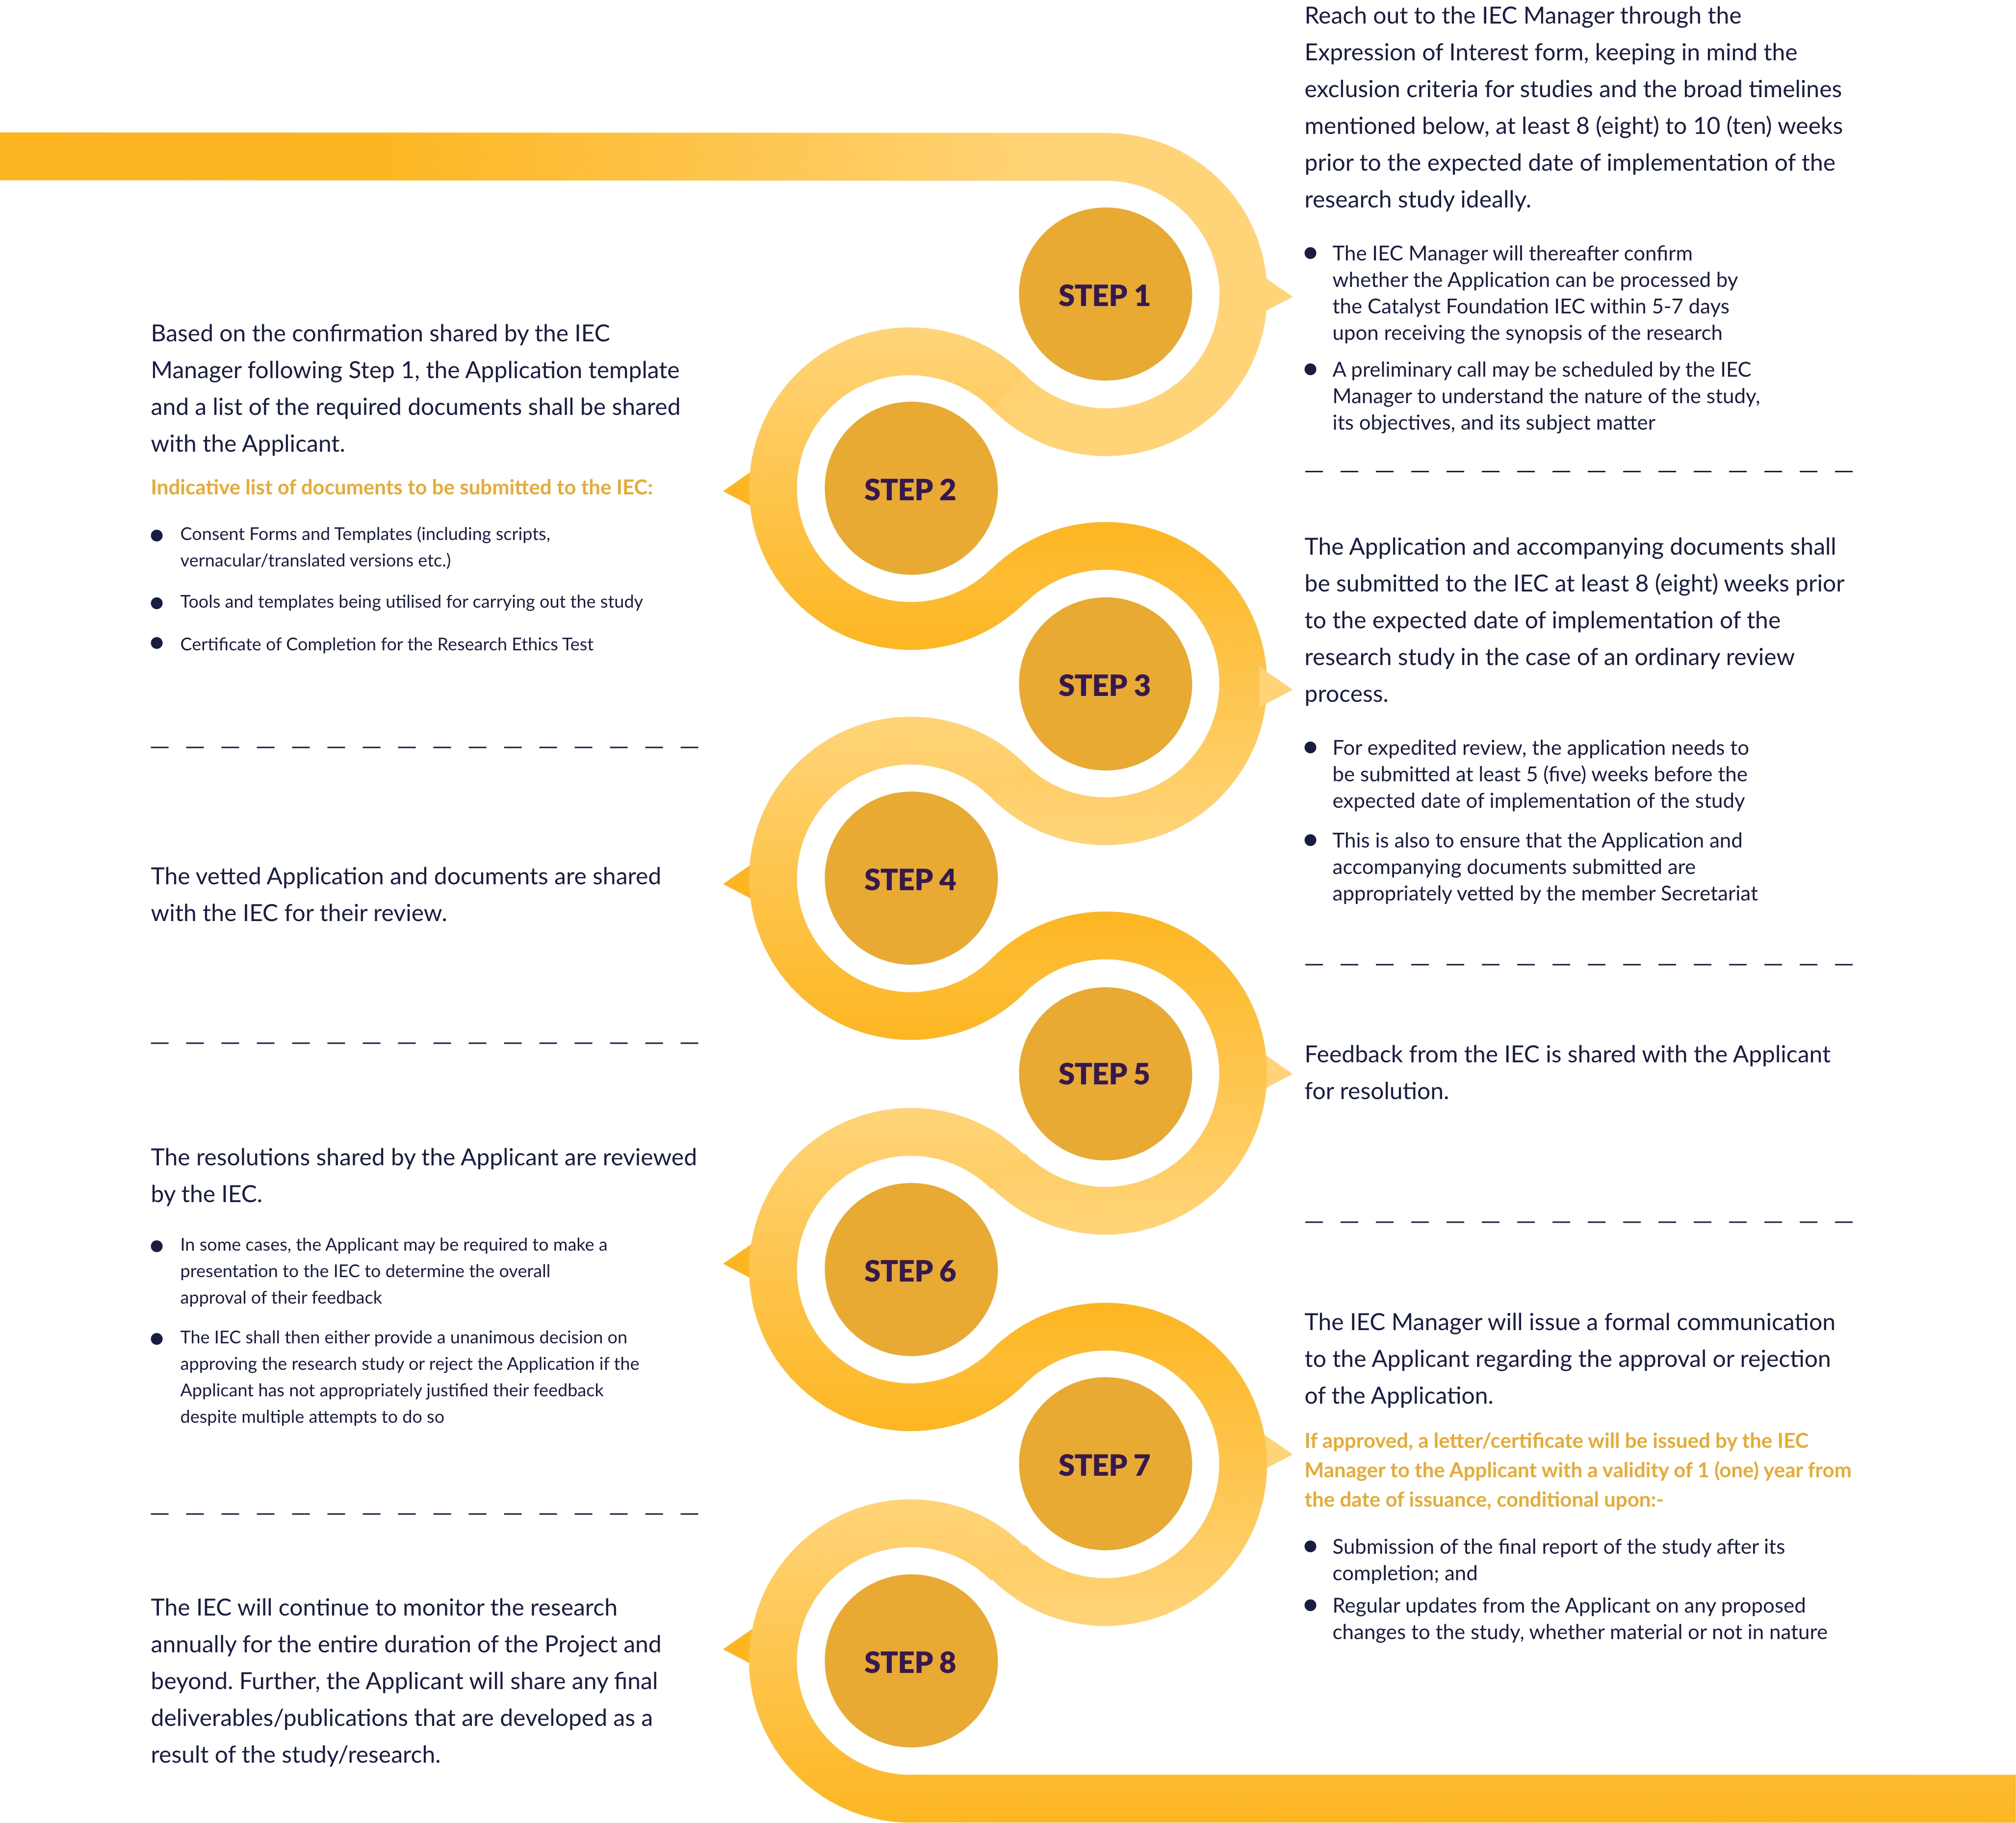 Reach out to the IEC Manager through the
Expression of Interest form, keeping in mind the
exclusion criteria for studies and the broad timelines
mentioned below, at least 8 (eight) to 10 (ten) weeks
prior to the expected date of implementation of the
research study ideally.
The IEC Manager will thereafter confirm
whether the Application can be processed by
the Catalyst Foundation IEC within 5-7 days
upon receiving the synopsis of the research
A preliminary call may be scheduled by the IEC
Manager to understand the nature of the study,
its objectives, and its subject matter
STEP 1
Based on the confirmation shared by the IEC
Manager following Step 1, the Application template
and a list of the required documents shall be shared
with the Applicant.
Indicative list of documents to be submitted to the IEC:
Consent Forms and Templates (including scripts,
vernacular/translated versions etc.)
Tools and templates being utilised for carrying out the study
Certificate of Completion for the Research Ethics Test
STEP 2
The Application and accompanying documents shall
be submitted to the IEC at least 8 (eight) weeks prior
to the expected date of implementation of the
research study in the case of an ordinary review
process.
For expedited review, the application needs to
be submitted at least 5 (five) weeks before the
expected date of implementation of the study
This is also to ensure that the Application and
accompanying documents submitted are
appropriately vetted by the member Secretariat
STEP 3
The vetted Application and documents are shared
with the IEC for their review.
STEP 4
Feedback from the IEC is shared with the Applicant
for resolution.
STEP 5
The resolutions shared by the Applicant are reviewed
by the IEC.
In some cases, the Applicant may be required to make a
presentation to the IEC to determine the overall
approval of their feedback
The IEC shall then either provide a unanimous decision on
approving the research study or reject the Application if the
Applicant has not appropriately justified their feedback
despite multiple attempts to do so
STEP 6
The IEC Manager will issue a formal communication
to the Applicant regarding the approval or rejection
of the Application.
If approved, a letter/certificate will be issued by the IEC
Manager to the Applicant with a validity of 1 (one) year from
the date of issuance, conditional upon:-
Submission of the final report of the study after its
completion; and
Regular updates from the Applicant on any proposed
changes to the study, whether material or not in nature
STEP 7
The IEC will continue to monitor the research
annually for the entire duration of the Project and
beyond. Further, the Applicant will share any final
deliverables/publications that are developed as a
result of the study/research.
STEP 8